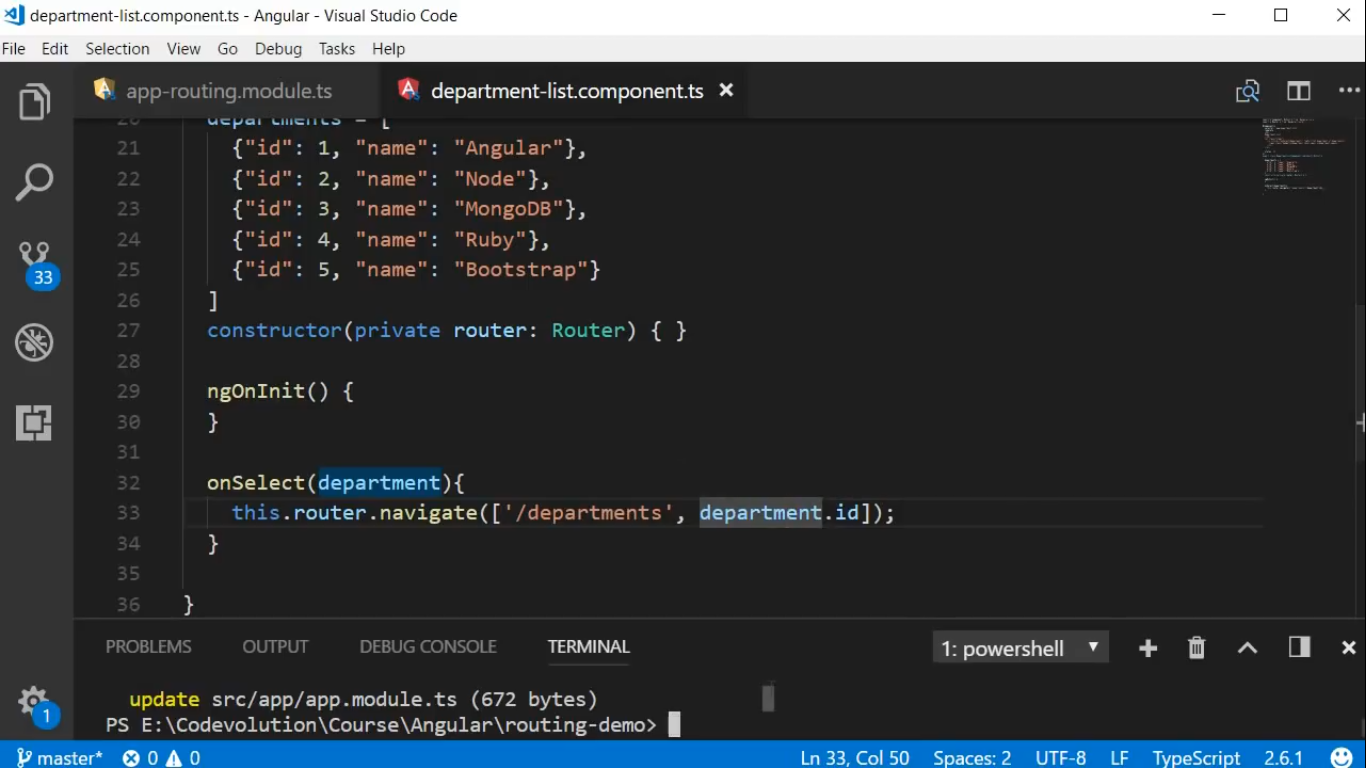 department-list.component.ts - Angular - Visual Studio Code
File Edit Selection View Go Debug Tasks Help
app-routing.module.ts department-list.component.ts
20 departments = [
21 {"id": 1, "name": "Angular"},
22 {"id": 2, "name": "Node"},
23 {"id": 3, "name": "MongoDB"},
24 {"id": 4, "name": "Ruby"},
25 {"id": 5, "name": "Bootstrap"}
26 ]
27 constructor(private router: Router) { }
28
29 ngOnInit() {
30 }
31
32 onSelect(department){
33 this.router.navigate(['/departments', department.id]);
34 }
35
36 }
33
PROBLEMS OUTPUT DEBUG CONSOLE TERMINAL 1: powershell
update src/app/app.module.ts (672 bytes)
PS E:\Codevolution\Course\Angular\routing-demo>
1
master* 0 0 Ln 33, Col 50 Spaces: 2 UTF-8 LF TypeScript 2.6.1